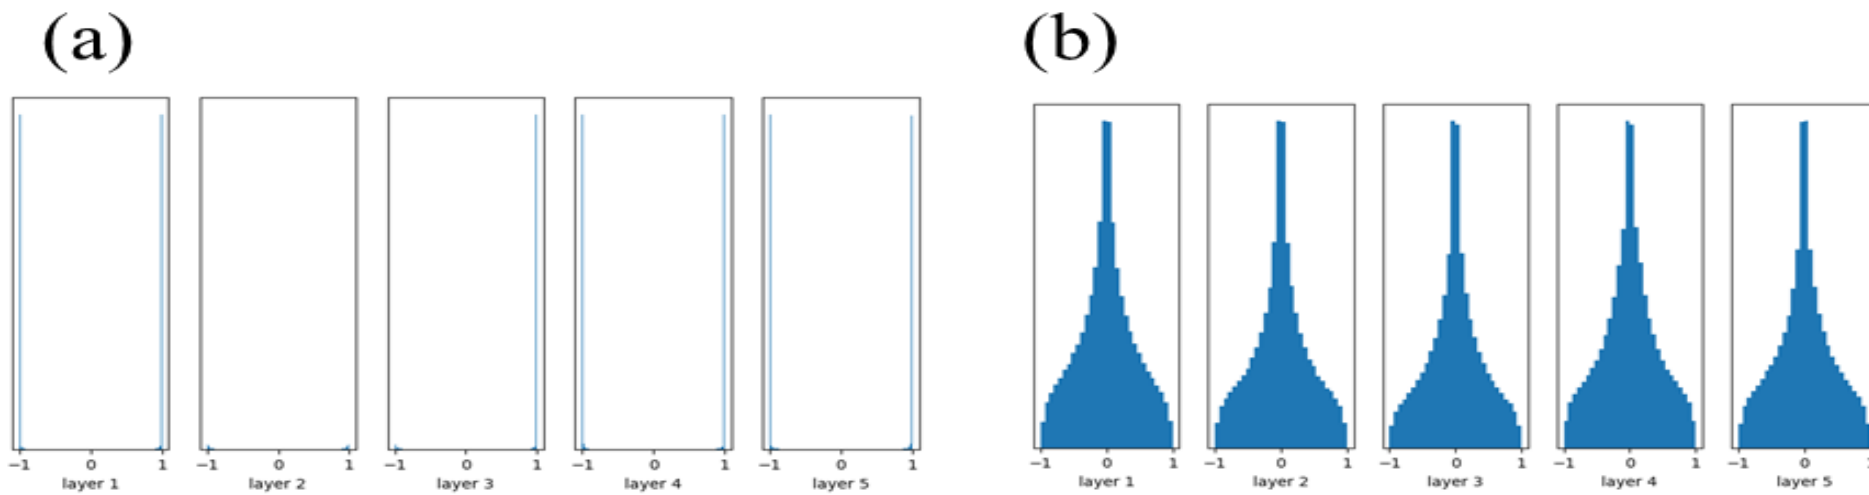 (a)
(b)
−1 0 1 −1 0 1 −1 0 1 −1 0 1 −1 0 1
layer 1 layer 2 layer 3 layer 4 layer 5
−1 0 1 −1 0 1 −1 0 1 −1 0 1 −1 0
layer 1 layer 2 layer 3 layer 4 layer 5